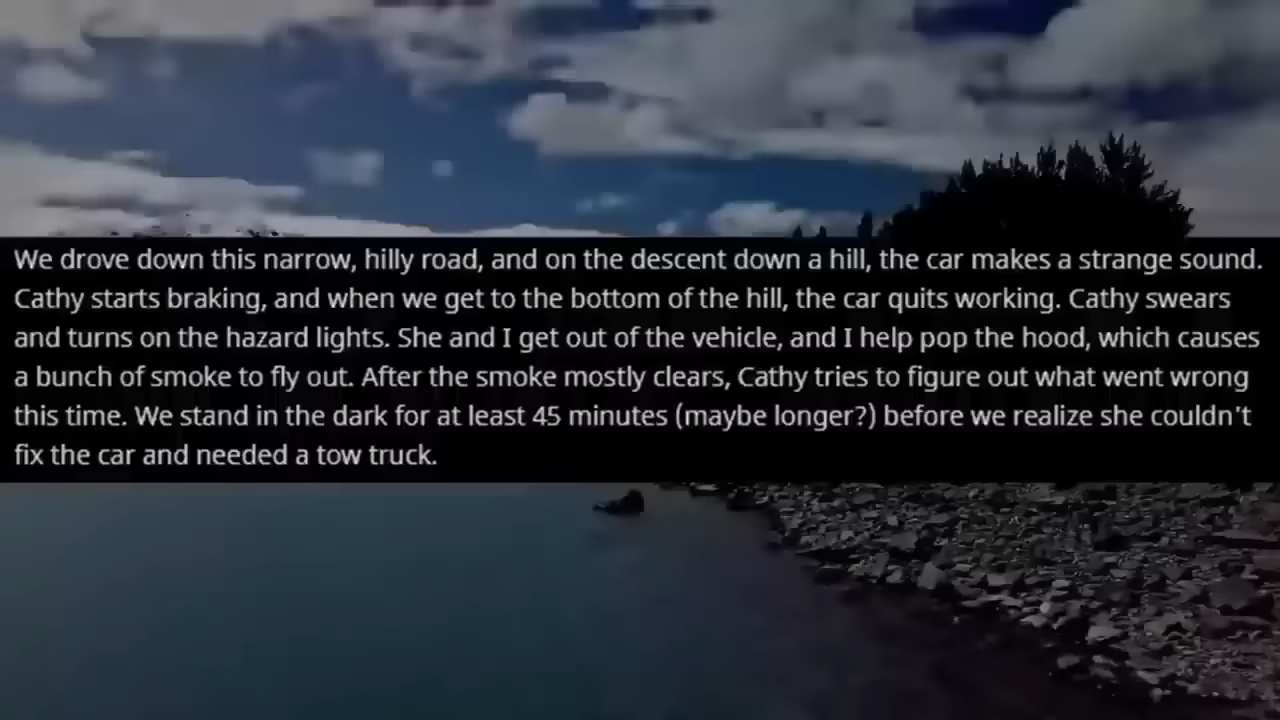 We drove down this narrow, hilly road, and on the descent down a hill, the car makes a strange sound.
Cathy starts braking, and when we get to the bottom of the hill, the car quits working. Cathy swears
and turns on the hazard lights. She and I get out of the vehicle, and I help pop the hood, which causes
a bunch of smoke to fly out. After the smoke mostly clears, Cathy tries to figure out what went wrong
this time. We stand in the dark for at least 45 minutes (maybe longer?) before we realize she couldn't
fix the car and needed a tow truck.